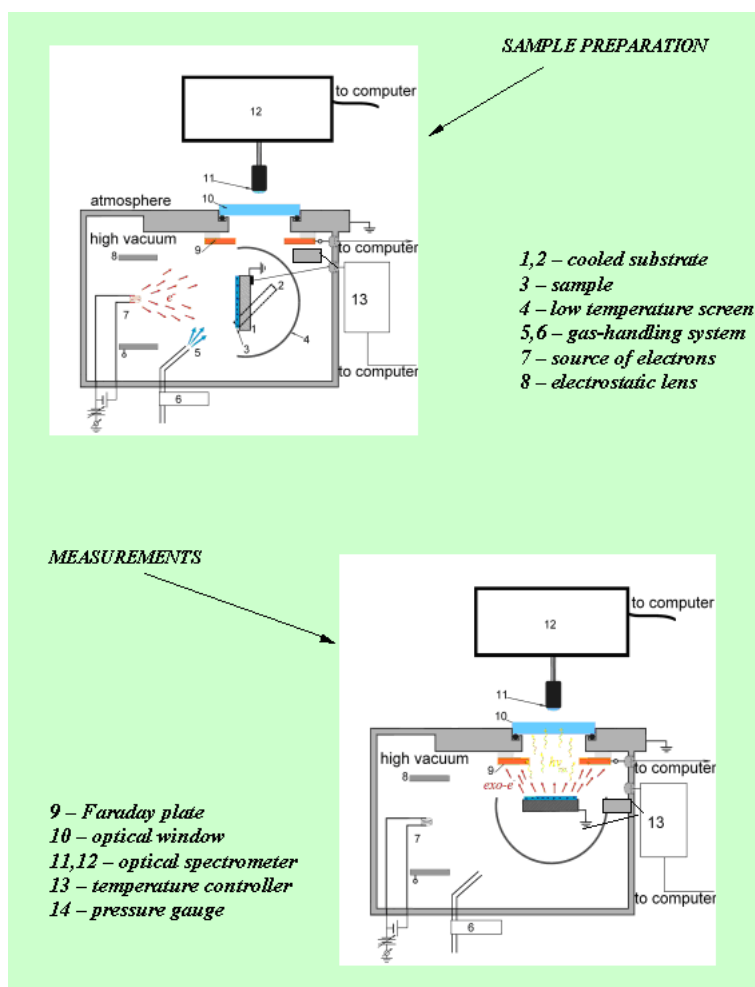 SAMPLE PREPARATION
to computer
12
11
10
atmosphere
high vacuum
8
9
to computer
e-
2
13
7
1
4
5
3
to computer
6
1,2 – cooled substrate
3 – sample
4 – low temperature screen
5,6 – gas-handling system
7 – source of electrons
8 – electrostatic lens
MEASUREMENTS
to computer
12
11
10
high vacuum
9
8
to computer
exo-e-
13
7
to computer
6
9 – Faraday plate
10 – optical window
11,12 – optical spectrometer
13 – temperature controller
14 – pressure gauge